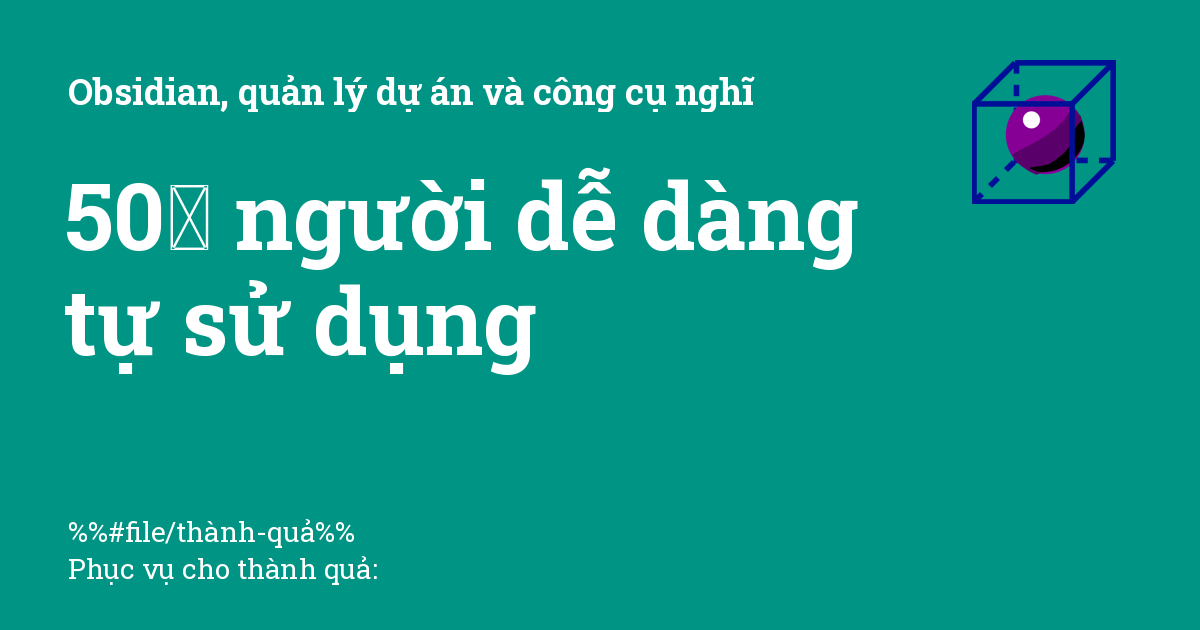 Obsidian, quản lý dự án và công cụ nghĩ
50 người dễ dàng
tự sử dụng
%%#file/thành-quả%%
Phục vụ cho thành quả: